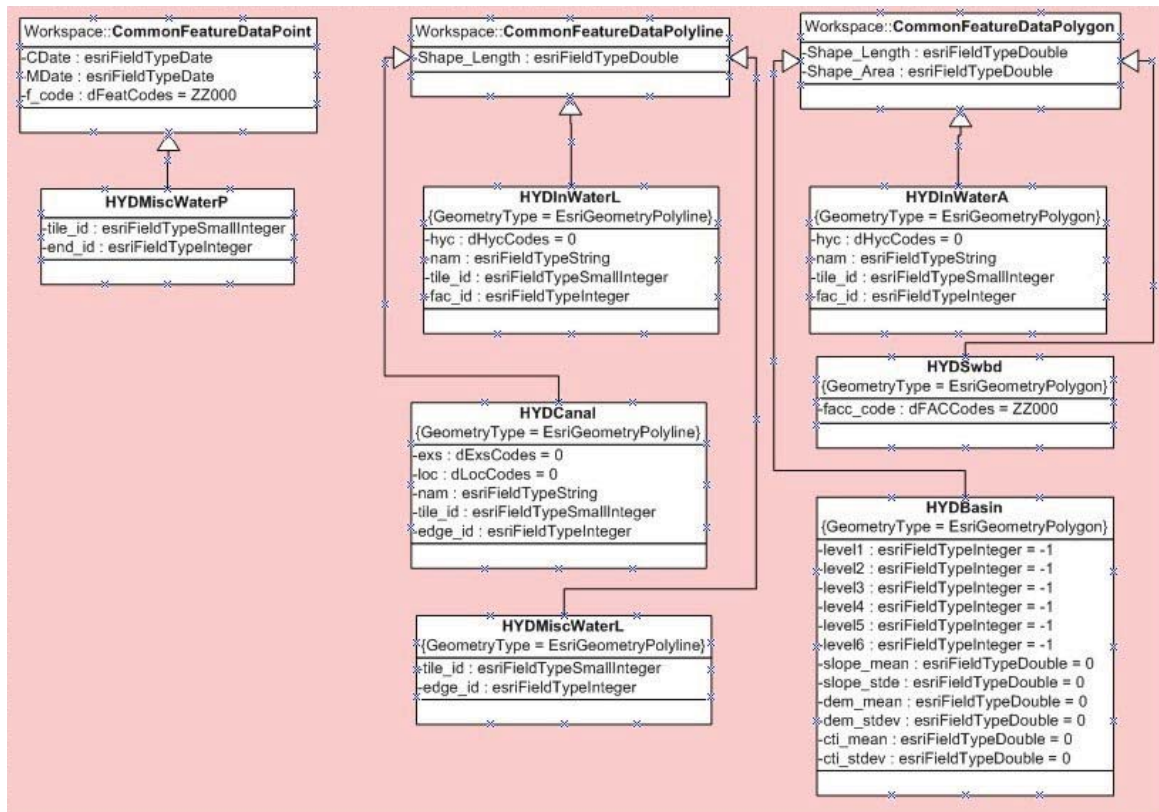 Workspace::CommonFeatureDataPoint
-CDate : esriFieldTypeDate
-MDate : esriFieldTypeDate
-f_code : dFeatCodes = ZZ000
HYDMiscWaterP
-tile_id : esriFieldTypeSmallInteger
-end_id : esriFieldTypeInteger
Workspace::CommonFeatureDataPolyline
-Shape_Length : esriFieldTypeDouble
HYDInWaterL
{GeometryType = EsriGeometryPolyline}
-hyc : dHycCodes = 0
-nam : esriFieldTypeString
-tile_id : esriFieldTypeSmallInteger
-fac_id : esriFieldTypeInteger
HYDCanal
{GeometryType = EsriGeometryPolyline}
-exs : dExsCodes = 0
-loc : dLocCodes = 0
-nam : esriFieldTypeString
-tile_id : esriFieldTypeSmallInteger
-edge_id : esriFieldTypeInteger
HYDMiscWaterL
{GeometryType = EsriGeometryPolyline}
-tile_id : esriFieldTypeSmallInteger
-edge_id : esriFieldTypeInteger
Workspace::CommonFeatureDataPolygon
-Shape_Length : esriFieldTypeDouble
-Shape_Area : esriFieldTypeDouble
HYDInWaterA
{GeometryType = EsriGeometryPolygon}
-hyc : dHycCodes = 0
-nam : esriFieldTypeString
-tile_id : esriFieldTypeSmallInteger
-fac_id : esriFieldTypeInteger
HYDSwbd
{GeometryType = EsriGeometryPolygon}
-facc_code : dFACCodes = ZZ000
HYDBasin
{GeometryType = EsriGeometryPolygon}
-level1 : esriFieldTypeInteger = -1
-level2 : esriFieldTypeInteger = -1
-level3 : esriFieldTypeInteger = -1
-level4 : esriFieldTypeInteger = -1
-level5 : esriFieldTypeInteger = -1
-level6 : esriFieldTypeInteger = -1
-slope_mean : esriFieldTypeDouble = 0
-slope_stde : esriFieldTypeDouble = 0
-dem_mean : esriFieldTypeDouble = 0
-dem_stdev : esriFieldTypeDouble = 0
-cti_mean : esriFieldTypeDouble = 0
-cti_stdev : esriFieldTypeDouble = 0